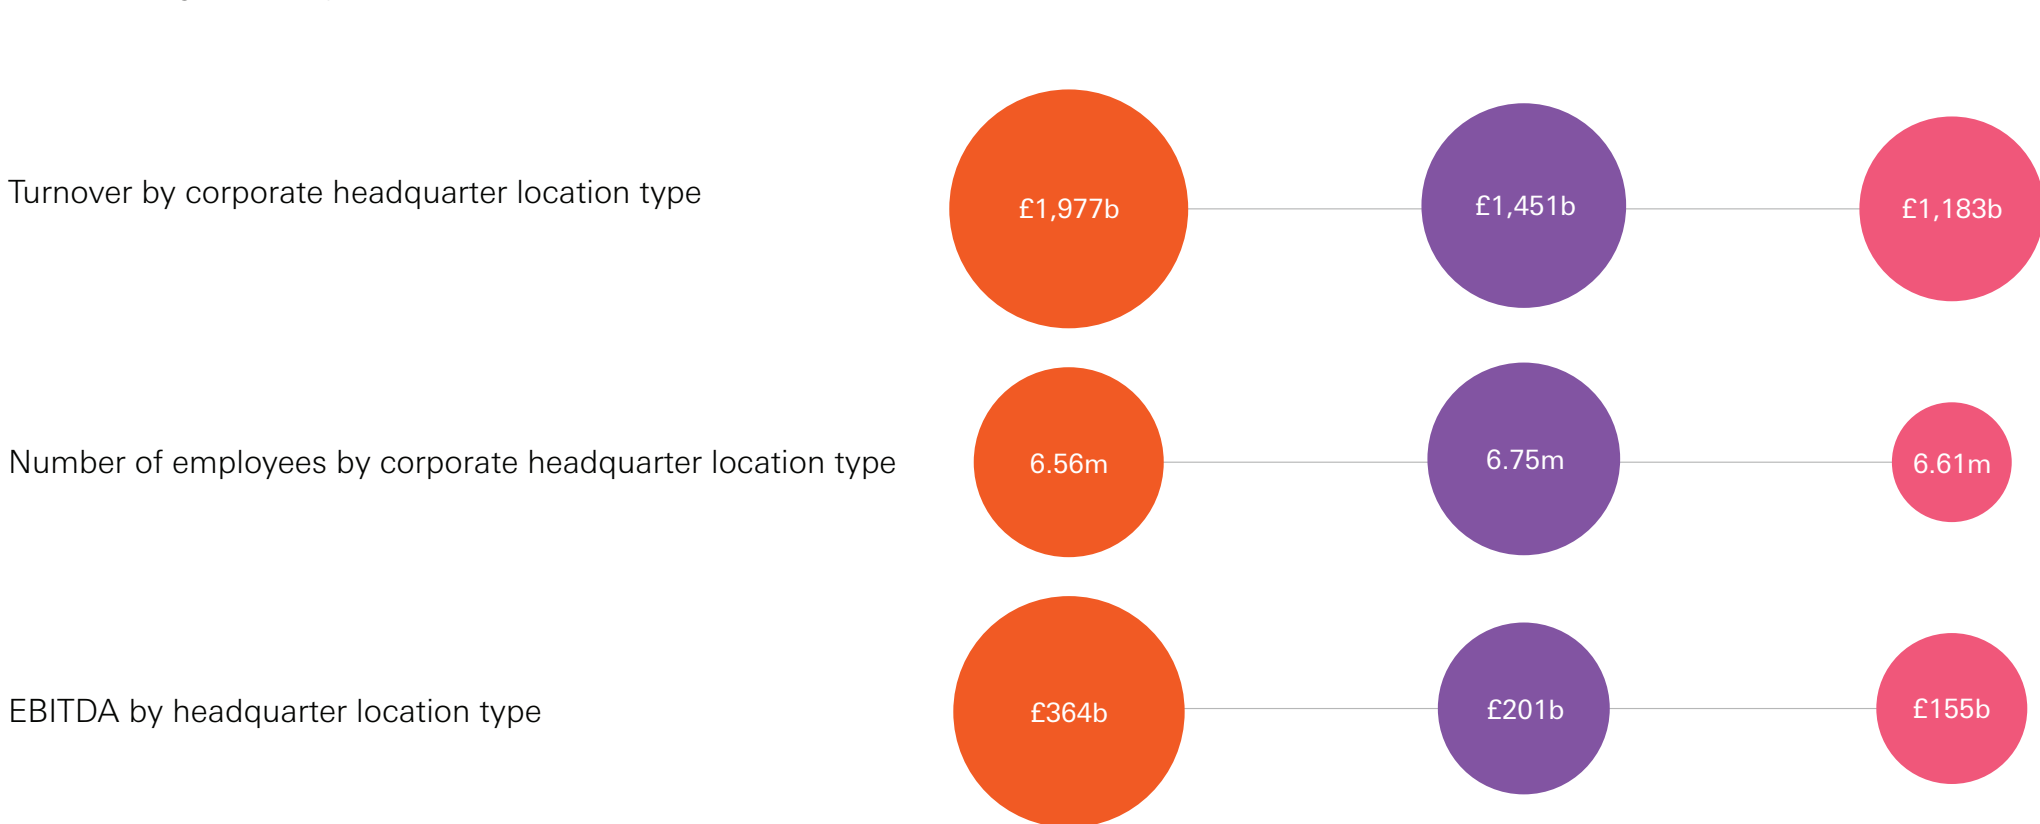 Turnover by corporate headquarter location type
£1,977b
£1,451b
£1,183b
Number of employees by corporate headquarter location type
6.56m
6.75m
6.61m
EBITDA by headquarter location type
£364b
£201b
£155b